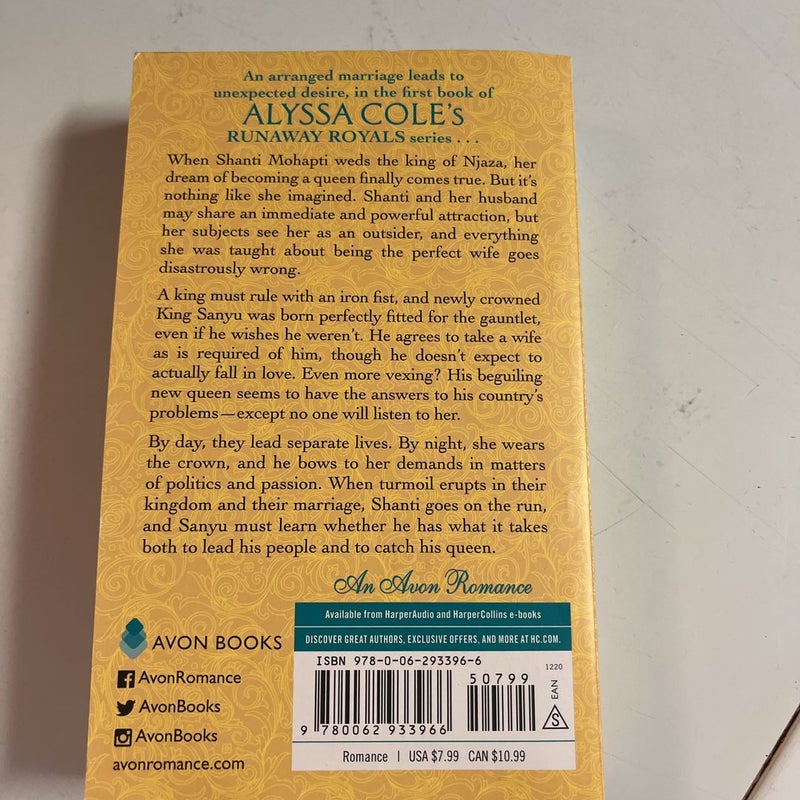 An arranged marriage leads to
unexpected desire, in the first book of
ALYSSA COLE's
RUNAWAY ROYALS series . . .
When Shanti Mohapti weds the king of Njaza, her
dream of becoming a queen finally comes true. But it's
nothing like she imagined. Shanti and her husband
may share an immediate and powerful attraction, but
her subjects see her as an outsider, and everything
she was taught about being the perfect wife goes
disastrously wrong.
A king must rule with an iron fist, and newly crowned
King Sanyu was born perfectly fitted for the gauntlet,
even if he wishes he weren't. He agrees to take a wife
as is required of him, though he doesn't expect to
actually fall in love. Even more vexing? His beguiling
new queen seems to have the answers to his country's
problems—except no one will listen to her.
By day, they lead separate lives. By night, she wears
the crown, and he bows to her demands in matters
of politics and passion. When turmoil erupts in their
kingdom and their marriage, Shanti goes on the run,
and Sanyu must learn whether he has what it takes
both to lead his people and to catch his queen.
An Avon Romance
Available from HarperAudio and HarperCollins e-books
DISCOVER GREAT AUTHORS, EXCLUSIVE OFFERS, AND MORE AT HC.COM.
AVON BOOKS
AvonRomance
AvonBooks
AvonBooks
avonromance.com
ISBN 978-0-06-293396-6
50799
1220
EAN
S
9 780062 933966
Romance | USA $7.99 CAN $10.99